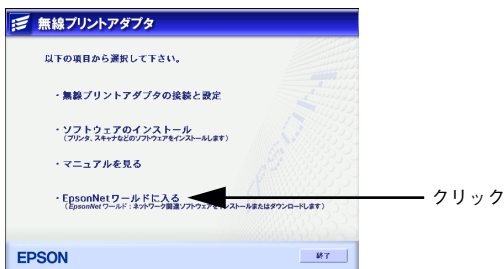 無線プリントアダプタ
以下の項目から選択して下さい。
・無線プリントアダプタの接続と設定
・ソフトウェアのインストール
（プリンタ、スキャナなどのソフトウェアをインストールします）
・マニュアルを見る
・EpsonNetワールドに入る
クリック
（EpsonNetワールド：ネットワーク関連ソフトウェアをインストールまたはダウンロードします）
EPSON
終了